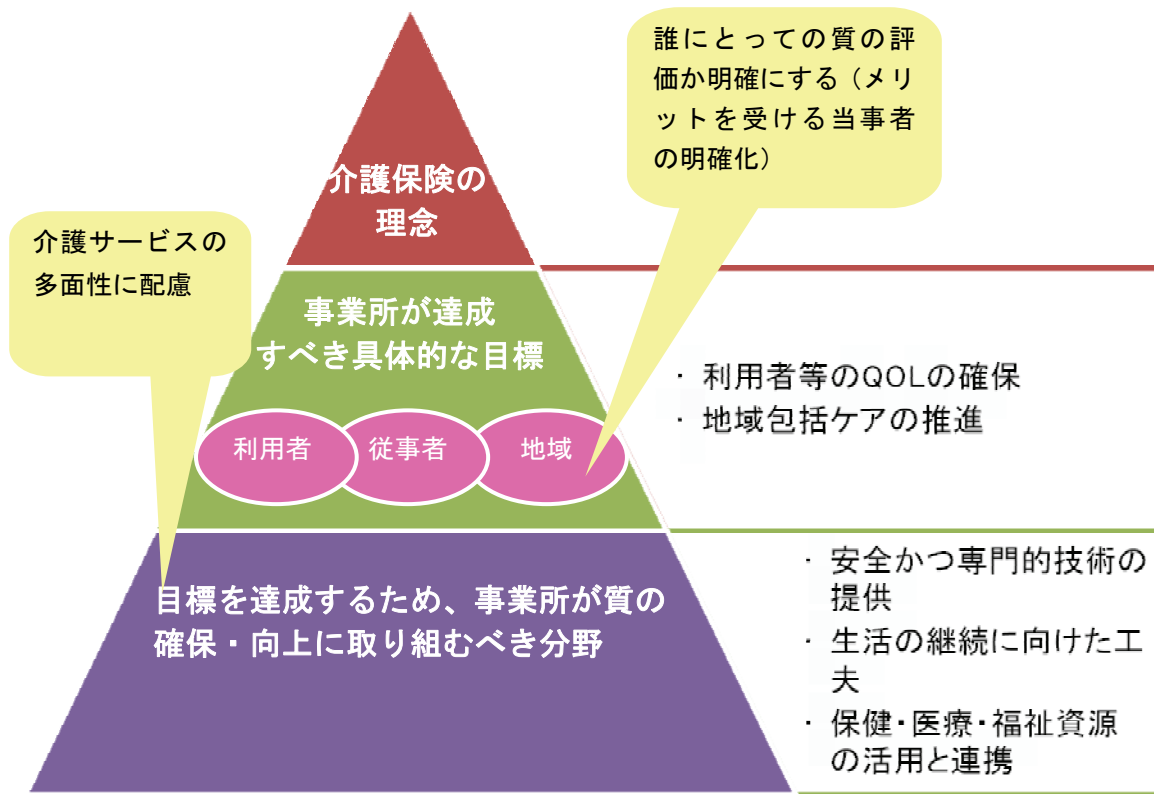 誰にとっての質の評
価か明確にする（メリ
ットを受ける当事者
の明確化）
介護保険の
理念
介護サービスの
多面性に配慮
事業所が達成
すべき具体的な目標
・利用者等のQOLの確保
・地域包括ケアの推進
利用者 従事者 地域
目標を達成するため、事業所が質の
確保・向上に取り組むべき分野
・安全かつ専門的技術の
提供
・生活の継続に向けた工
夫
・保健・医療・福祉資源
の活用と連携